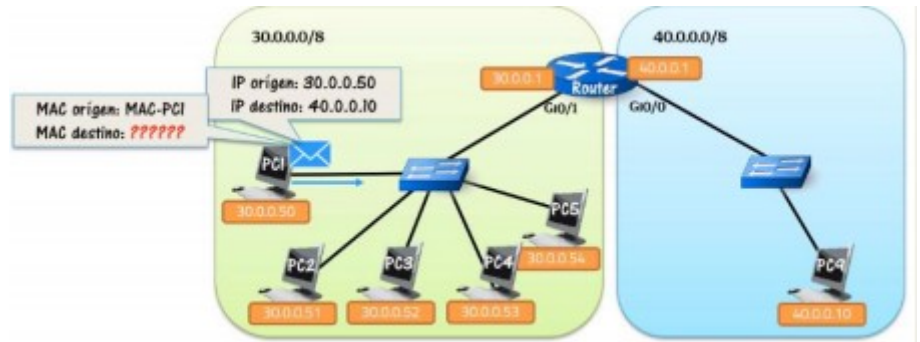 30.0.0.0/8
40.0.0.0/8
IP origen: 30.0.0.50
IP destino: 40.0.0.10
MAC origen: MAC-PC1
MAC destino: ??????
30.0.0.1
40.0.0.1
Router
Gi0/1
Gi0/0
PC1
30.0.0.50
PC5
30.0.0.54
PC2
PC3
PC4
PC9
30.0.0.51
30.0.0.52
30.0.0.53
40.0.0.10